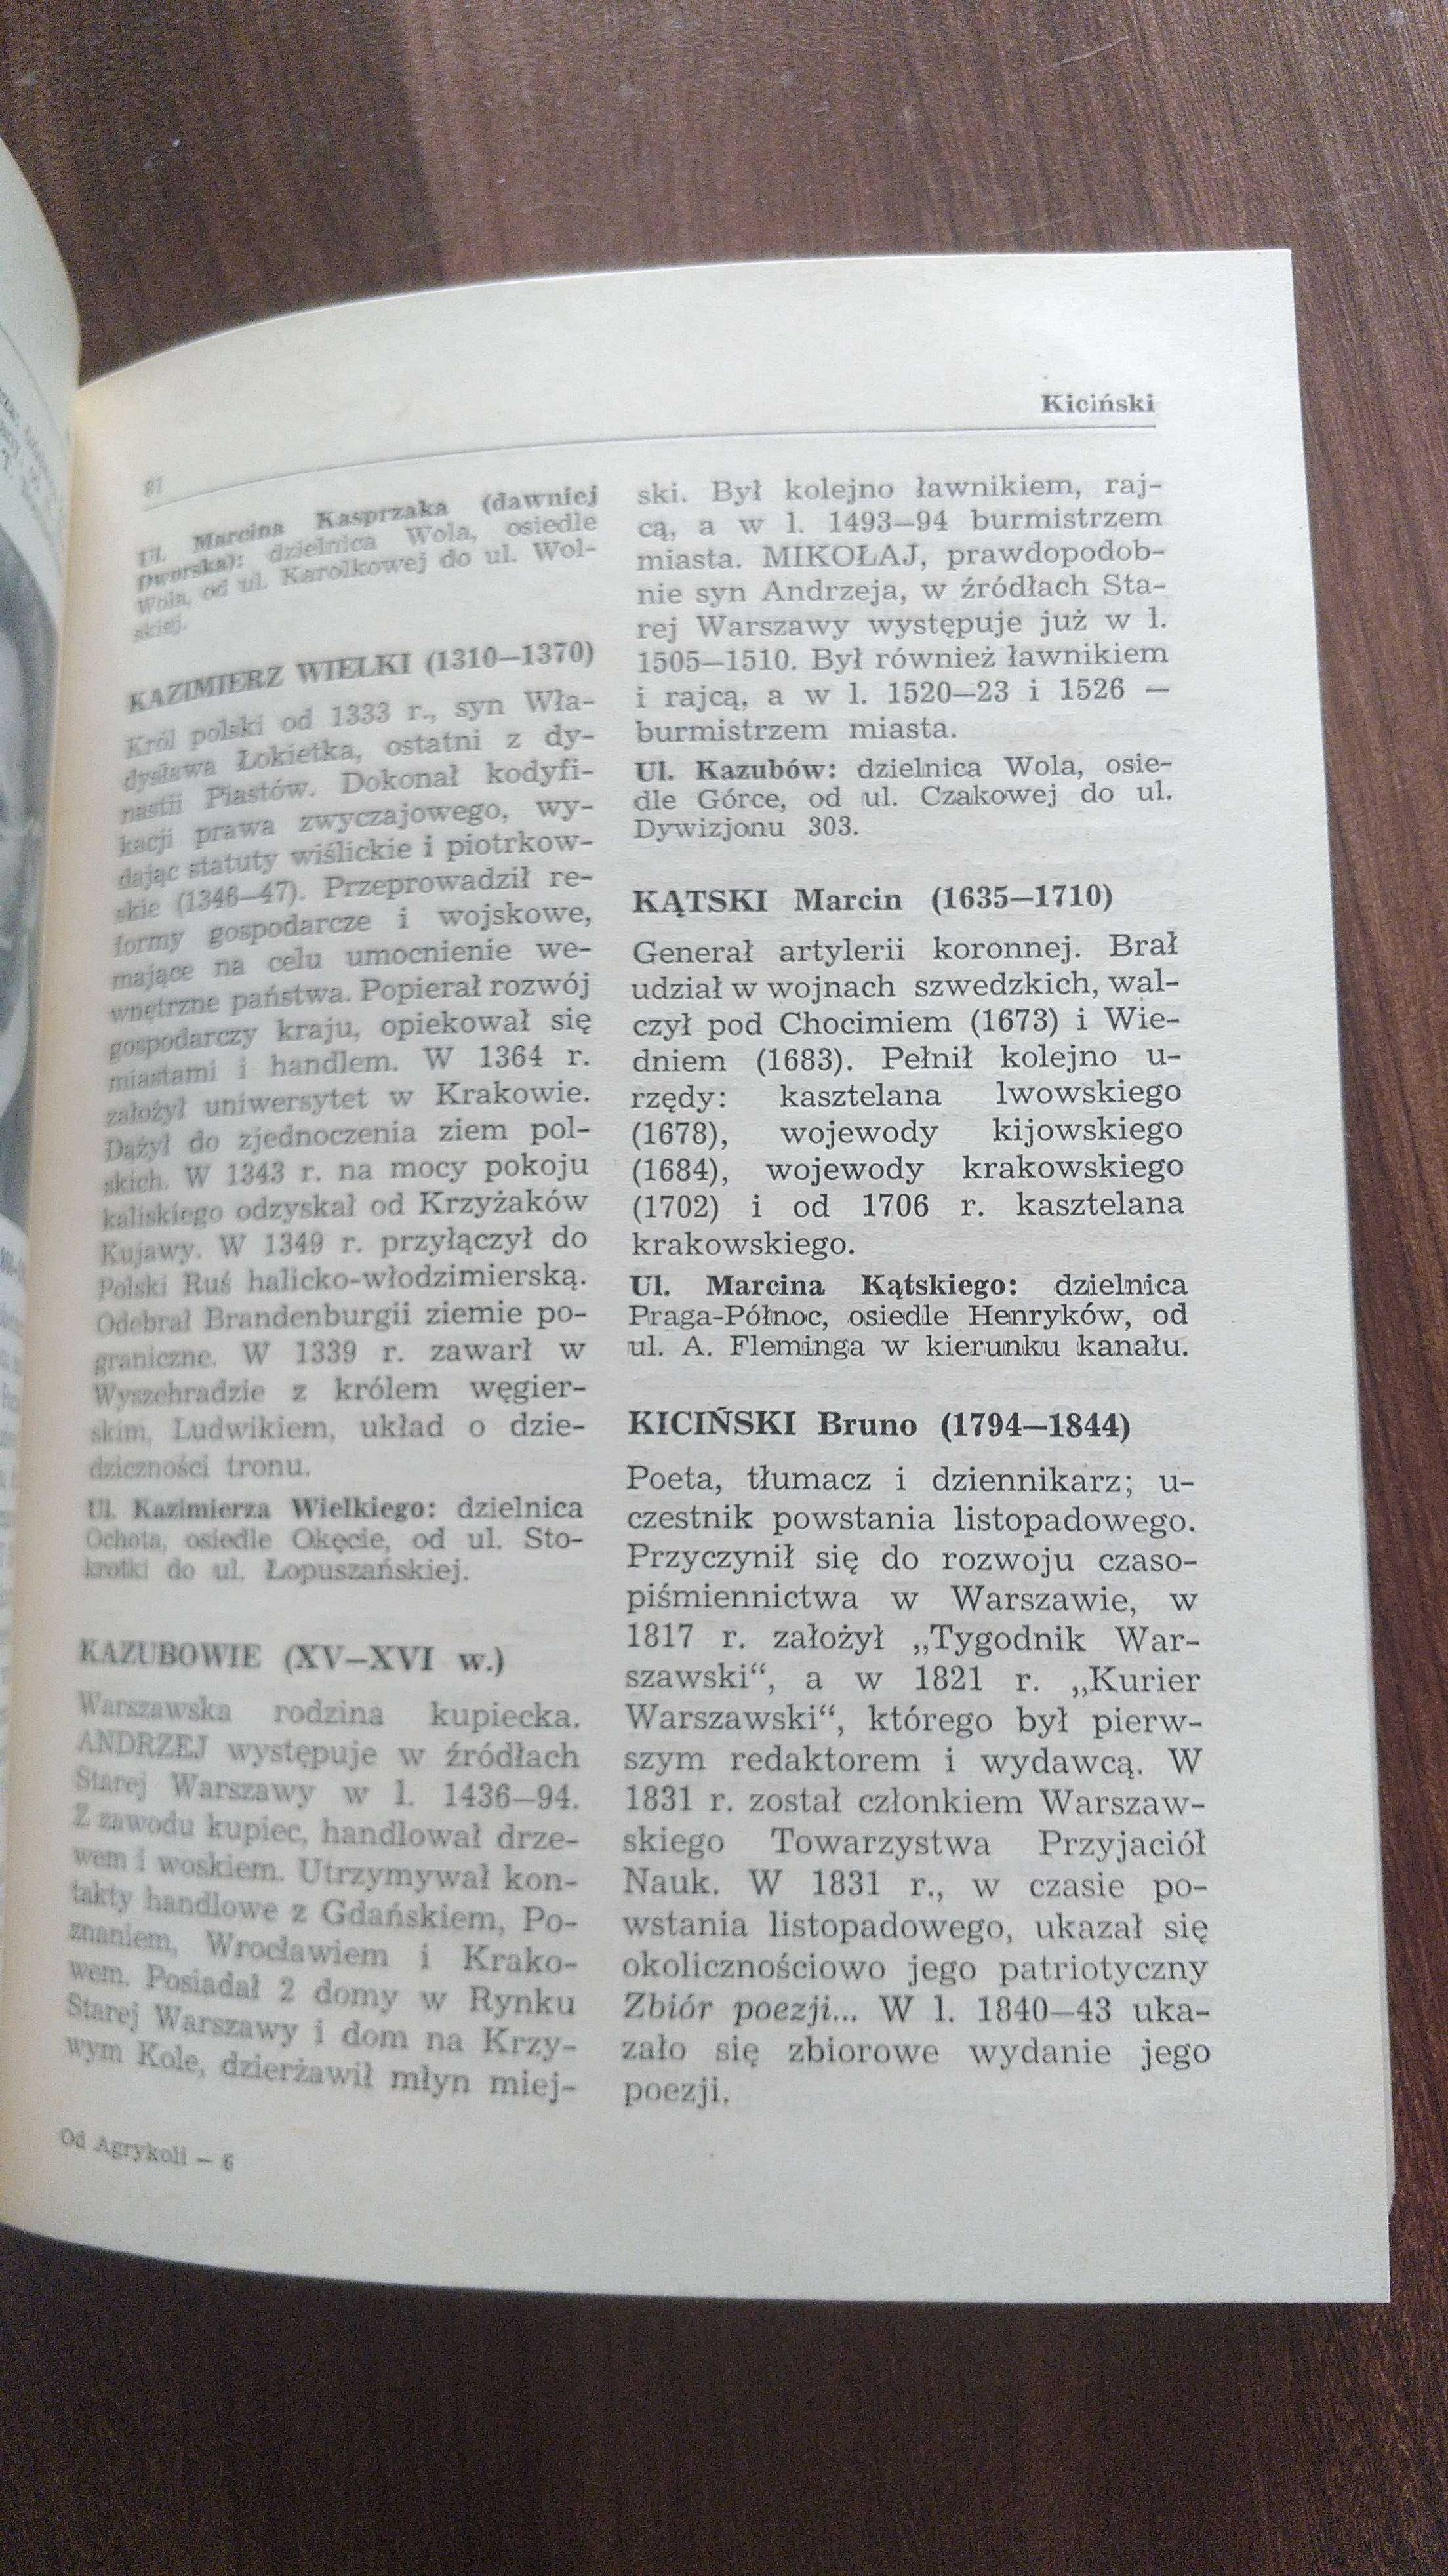 81
Kiciński
Ul. Marcina Kasprzaka (dawniej
Dworska): dzielnica Wola, osiedle
Wola, od ul. Karolkowej do ul. Wol-
skiej.
KAZIMIERZ WIELKI (1310—1370)
Król polski od 1333 r., syn Wła-
dysława Łokietka, ostatni z dy-
nastii Piastów. Dokonał kodyfi-
kacji prawa zwyczajowego, wy-
dając statuty wiślickie i piotrkow-
skie (1346—47). Przeprowadził re-
formy gospodarcze i wojskowe,
mające na celu umocnienie we-
wnętrzne państwa. Popierał rozwój
gospodarczy kraju, opiekował się
miastami i handlem. W 1364 r.
założył uniwersytet w Krakowie.
Dążył do zjednoczenia ziem pol-
skich. W 1343 r. na mocy pokoju
kaliskiego odzyskał od Krzyżaków
Kujawy. W 1349 r. przyłączył do
Polski Ruś halicko-włodzimierską.
Odebrał Brandenburgii ziemie po-
graniczne. W 1339 r. zawarł w
Wyszehradzie z królem węgier-
skim, Ludwikiem, układ o dzie-
dziczności tronu.
Ul. Kazimierza Wielkiego: dzielnica
Ochota, osiedle Okęcie, od ul. Sto-
krotki do ul. Łopuszańskiej.
KAZUBOWIE (XV—XVI w.)
Warszawska rodzina kupiecka.
ANDRZEJ występuje w źródłach
Starej Warszawy w l. 1436—94.
Z zawodu kupiec, handlował drze-
wem i woskiem. Utrzymywał kon-
takty handlowe z Gdańskiem, Po-
znaniem, Wrocławiem i Krako-
wem. Posiadał 2 domy w Rynku
Starej Warszawy i dom na Krzy-
wym Kole, dzierżawił młyn miej-
ski. Był kolejno ławnikiem, raj-
cą, a w l. 1493—94 burmistrzem
miasta. MIKOŁAJ, prawdopodob-
nie syn Andrzeja, w źródłach Sta-
rej Warszawy występuje już w l.
1505—1510. Był również ławnikiem
i rajcą, a w l. 1520—23 i 1526 —
burmistrzem miasta.
Ul. Kazubów: dzielnica Wola, osie-
dle Górce, od ul. Czakowej do ul.
Dywizjonu 303.
KĄTSKI Marcin (1635—1710)
Generał artylerii koronnej. Brał
udział w wojnach szwedzkich, wal-
czył pod Chocimiem (1673) i Wie-
dniem (1683). Pełnił kolejno u-
rzędy: kasztelana lwowskiego
(1678), wojewody kijowskiego
(1684), wojewody krakowskiego
(1702) i od 1706 r. kasztelana
krakowskiego.
Ul. Marcina Kątskiego: dzielnica
Praga-Północ, osiedle Henryków, od
ul. A. Fleminga w kierunku kanału.
KICIŃSKI Bruno (1794—1844)
Poeta, tłumacz i dziennikarz; u-
czestnik powstania listopadowego.
Przyczynił się do rozwoju czaso-
piśmiennictwa w Warszawie, w
1817 r. założył „Tygodnik War-
szawski“, a w 1821 r. „Kurier
Warszawski“, którego był pierw-
szym redaktorem i wydawcą. W
1831 r. został członkiem Warszaw-
skiego Towarzystwa Przyjaciół
Nauk. W 1831 r., w czasie po-
wstania listopadowego, ukazał się
okolicznościowo jego patriotyczny
Zbiór poezji... W l. 1840—43 uka-
zało się zbiorowe wydanie jego
poezji.
Od Agrykoli — 6